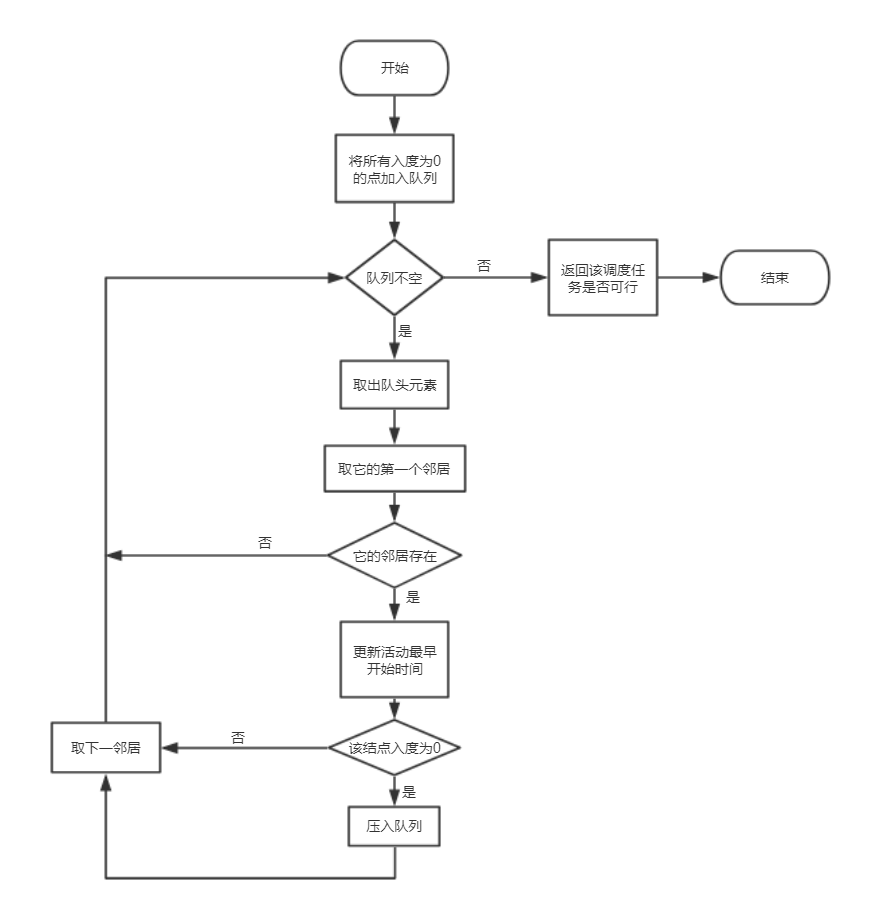 开始
将所有入度为0
的点加入队列
队列不空
否
返回该调度任
务是否可行
结束
是
取出队头元素
取它的第一个邻居
它的邻居存在
否
是
更新活动最早
开始时间
该结点入度为0
否
取下一邻居
是
压入队列